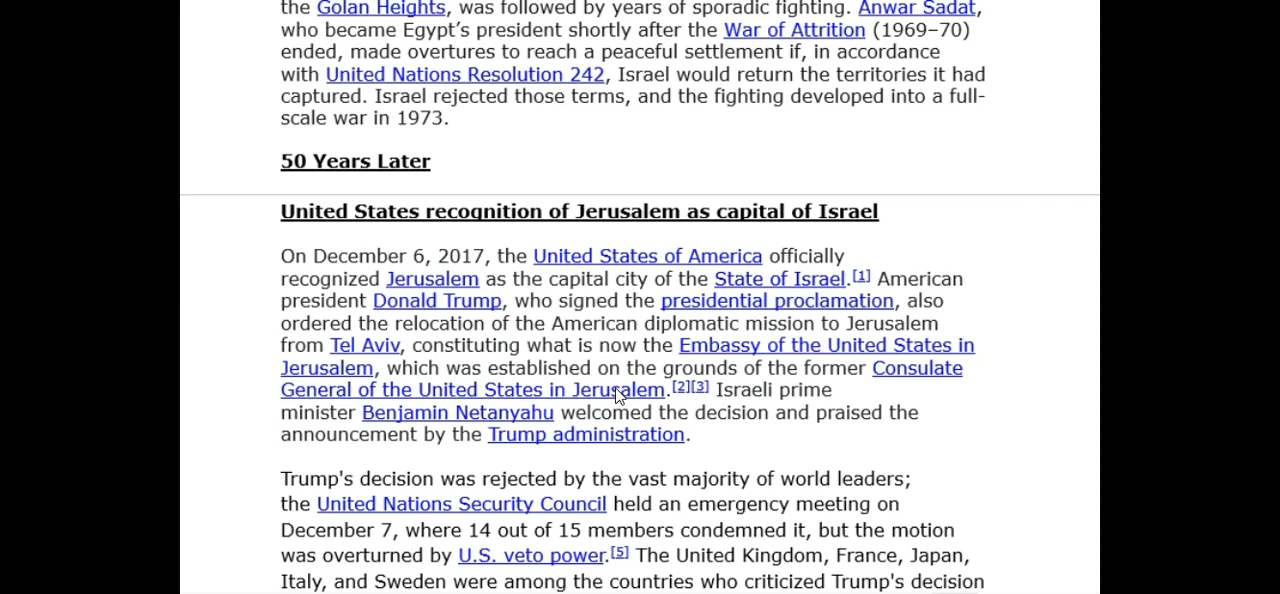 the Golan Heights, was followed by years of sporadic fighting. Anwar Sadat,
who became Egypt’s president shortly after the War of Attrition (1969–70)
ended, made overtures to reach a peaceful settlement if, in accordance
with United Nations Resolution 242, Israel would return the territories it had
captured. Israel rejected those terms, and the fighting developed into a full-
scale war in 1973.
50 Years Later
United States recognition of Jerusalem as capital of Israel
On December 6, 2017, the United States of America officially
recognized Jerusalem as the capital city of the State of Israel.[1] American
president Donald Trump, who signed the presidential proclamation, also
ordered the relocation of the American diplomatic mission to Jerusalem
from Tel Aviv, constituting what is now the Embassy of the United States in
Jerusalem, which was established on the grounds of the former Consulate
General of the United States in Jerusalem.[2][3] Israeli prime
minister Benjamin Netanyahu welcomed the decision and praised the
announcement by the Trump administration.
Trump's decision was rejected by the vast majority of world leaders;
the United Nations Security Council held an emergency meeting on
December 7, where 14 out of 15 members condemned it, but the motion
was overturned by U.S. veto power.[5] The United Kingdom, France, Japan,
Italy, and Sweden were among the countries who criticized Trump's decision